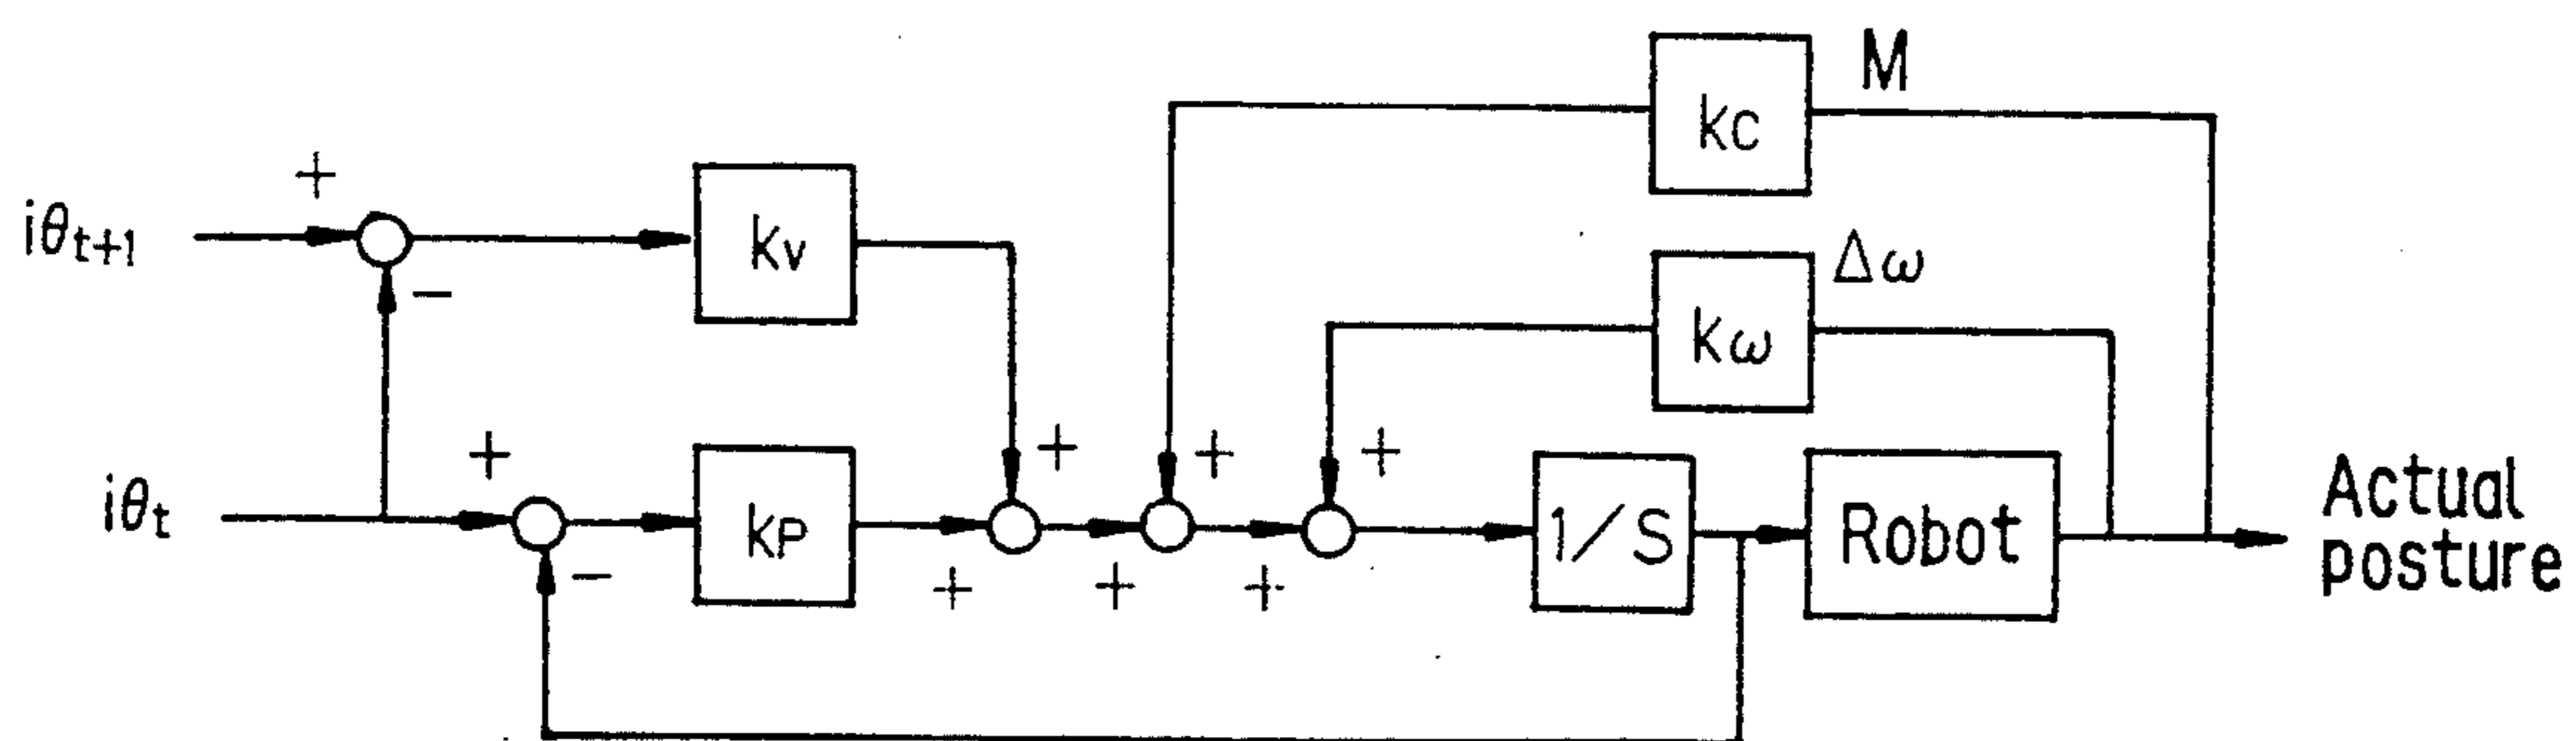 kc
M
+
iθt+1
kv
Δω
−
kω
+
+
+
+
iθt
kP
1/S
Robot
Actual
posture
−
+
+
+